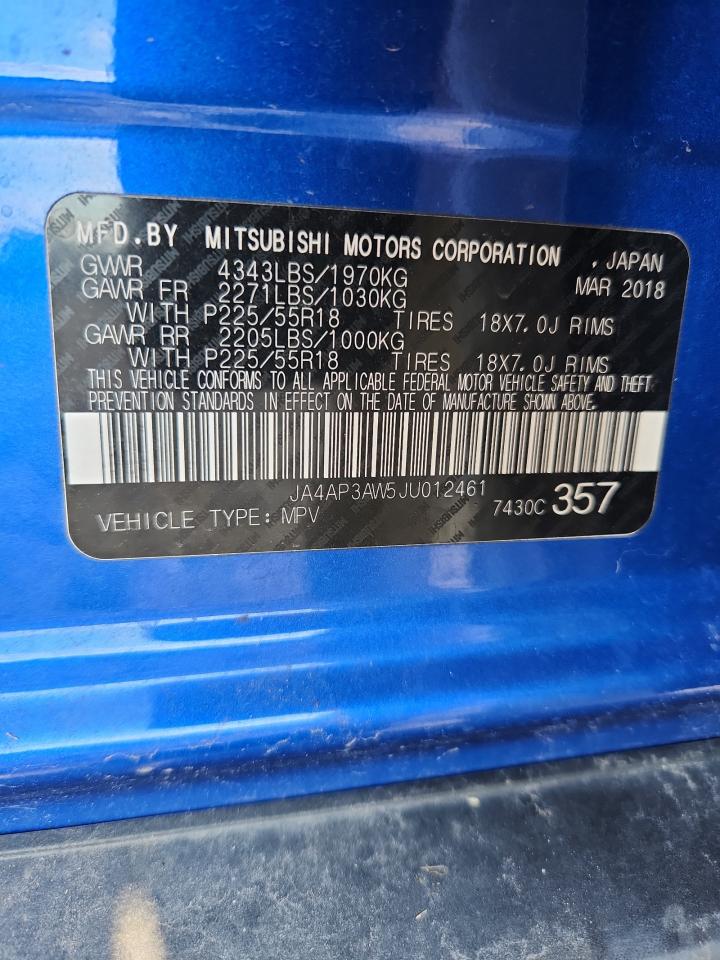 MFD.BY MITSUBISHI MOTORS CORPORATION . JAPAN
GVWR 4343LBS/1970KG MAR 2018
GAWR FR 2271LBS/1030KG
WITH P225/55R18 TIRES 18X7.0J RIMS
GAWR RR 2205LBS/1000KG
WITH P225/55R18 TIRES 18X7.0J RIMS
THIS VEHICLE CONFORMS TO ALL APPLICABLE FEDERAL MOTOR VEHICLE SAFETY AND THEFT
PREVENTION STANDARDS IN EFFECT ON THE DATE OF MANUFACTURE SHOWN ABOVE.
JA4AP3AW5JU012461
VEHICLE TYPE:MPV 7430C 357